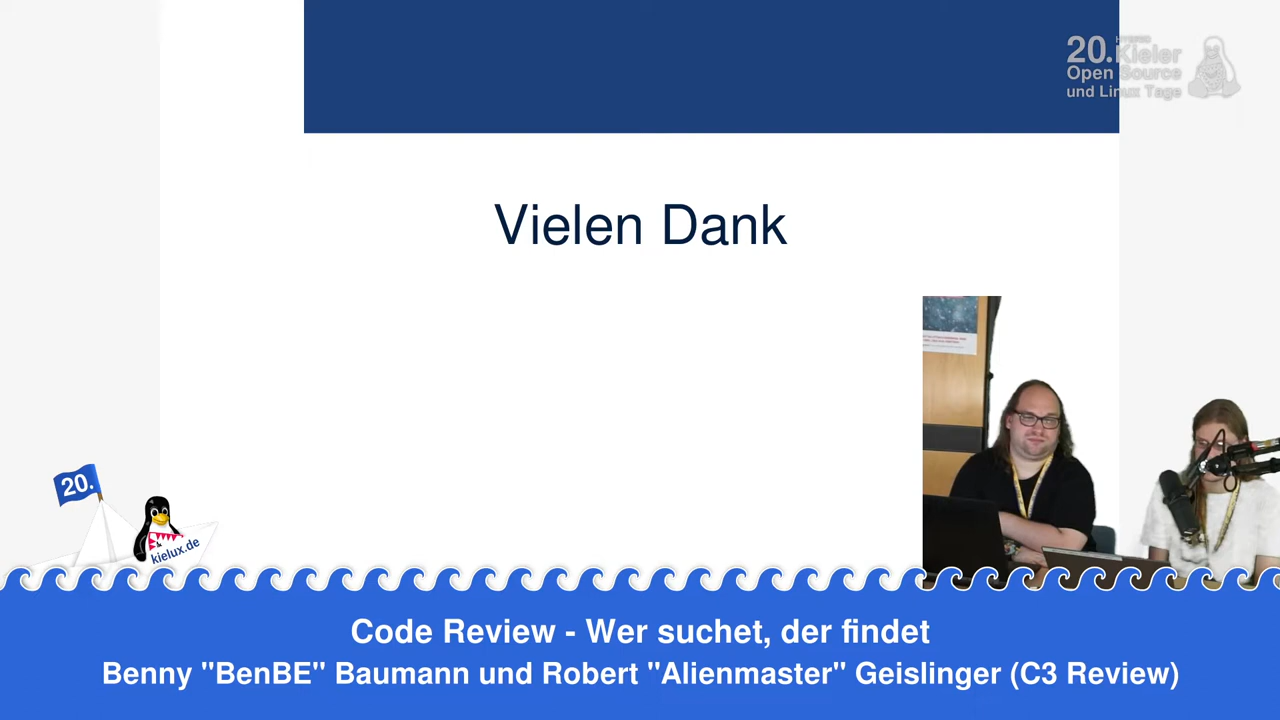 HYBRID
20.Kieler
Open Source
und Linux Tage
Vielen Dank
20.
kielux.de
Code Review - Wer suchet, der findet
Benny "BenBE" Baumann und Robert "Alienmaster" Geislinger (C3 Review)